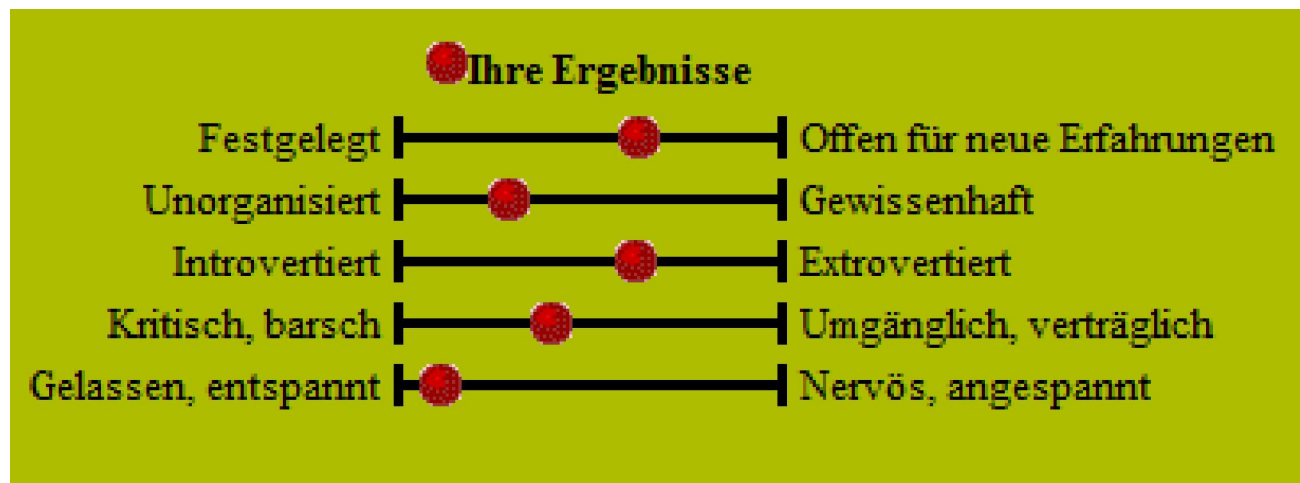 Ihre Ergebnisse
Festgelegt Offen für neue Erfahrungen
Unorganisiert Gewissenhaft
Introvertiert Extrovertiert
Kritisch, barsch Umgänglich, verträglich
Gelassen, entspannt Nervös, angespannt